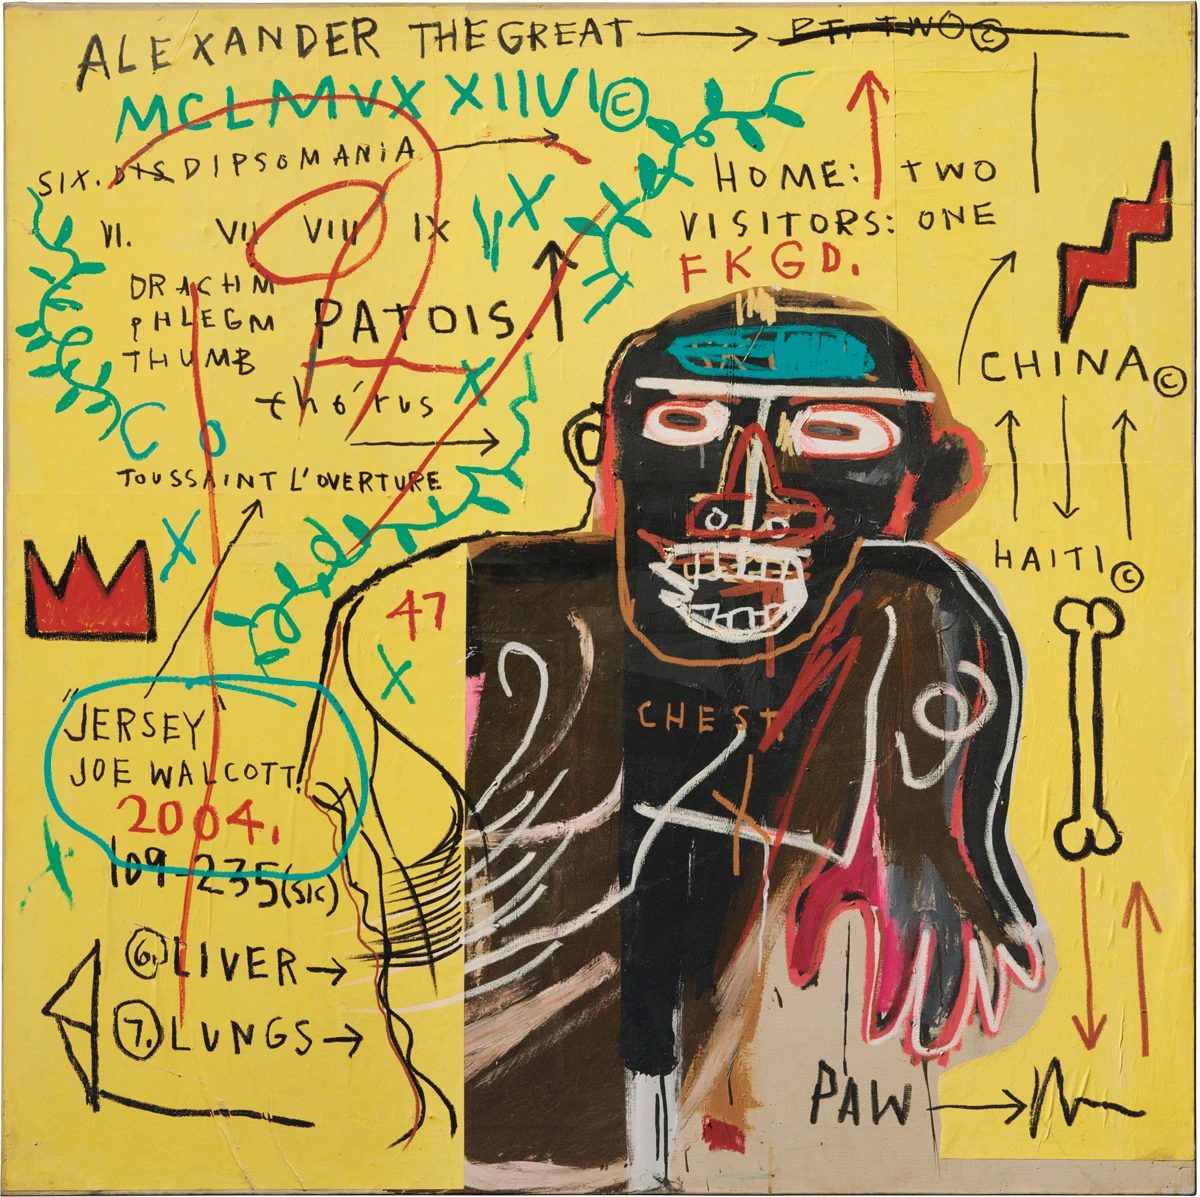 ALEXANDER THE GREAT → PT. TWO©
MCLMVX XIIVI©
SIX. DIPSOMANiA
VI. VII VIII IX
DRACHM
PHLEGM
THUMB
PATOIS.
thórus
TOUSSAINT L'OVERTURE
HOME: TWO
VISITORS: ONE
FKGD.
CHINA©
HAITI©
47
CHEST.
"JERSEY"
JOE WALCOTT.
2004.
109-235(SIC)
6. LIVER →
7. LUNGS →
PAW →